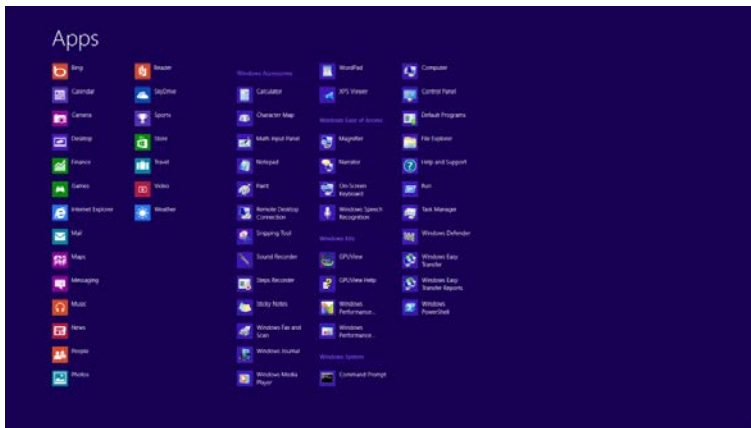 Apps
Bing
Calendar
Camera
Desktop
Finance
Games
Internet Explorer
Mail
Maps
Messaging
Music
News
People
Photos
Reader
SkyDrive
Sports
Store
Travel
Video
Weather
Windows Accessories
Calculator
Character Map
Math Input Panel
Notepad
Paint
Remote Desktop
Connection
Snipping Tool
Sound Recorder
Steps Recorder
Sticky Notes
Windows Fax and
Scan
Windows Journal
Windows Media
Player
WordPad
XPS Viewer
Windows Ease of Access
Magnifier
Narrator
On-Screen
Keyboard
Windows Speech
Recognition
Windows Kits
GPUView
GPUView Help
Windows
Performance...
Windows
Performance...
Windows System
Command Prompt
Computer
Control Panel
Default Programs
File Explorer
Help and Support
Run
Task Manager
Windows Defender
Windows Easy
Transfer
Windows Easy
Transfer Reports
Windows
PowerShell